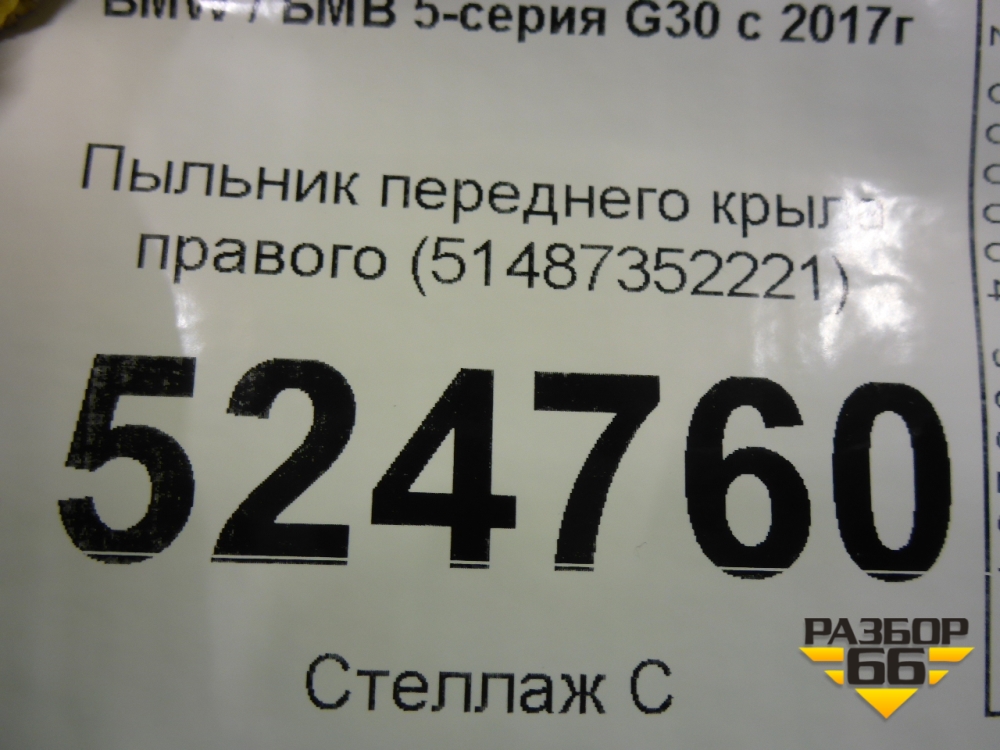 BMW / БМВ 5-серия G30 с 2017г
Пыльник переднего крыла
правого (51487352221)
524760
Стеллаж С
РАЗБОР
66